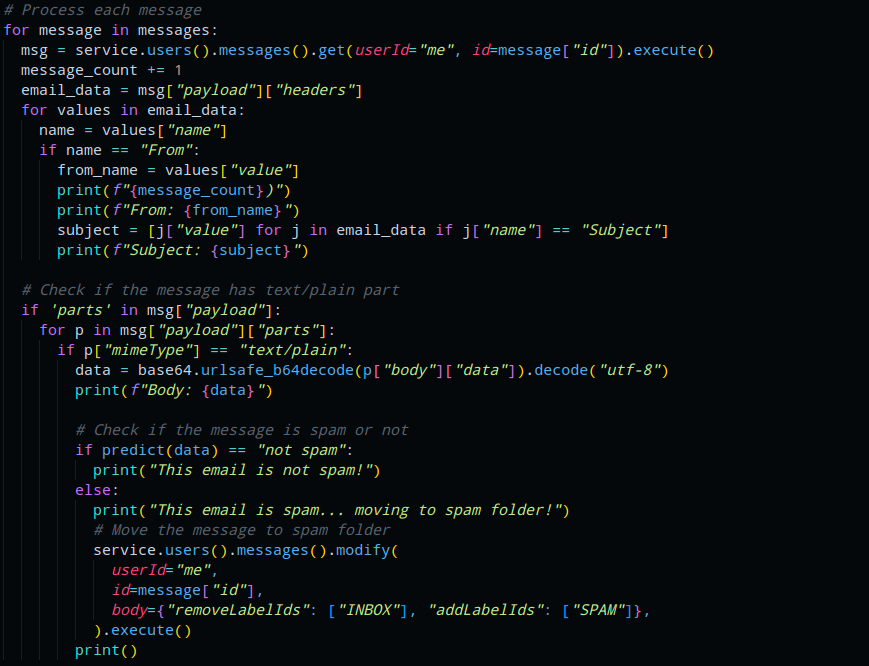 # Process each message
for message in messages:
  msg = service.users().messages().get(userId="me", id=message["id"]).execute()
  message_count += 1
  email_data = msg["payload"]["headers"]
  for values in email_data:
    name = values["name"]
    if name == "From":
      from_name = values["value"]
      print(f"{message_count})")
      print(f"From: {from_name}")
      subject = [j["value"] for j in email_data if j["name"] == "Subject"]
      print(f"Subject: {subject}")

  # Check if the message has text/plain part
  if 'parts' in msg["payload"]:
    for p in msg["payload"]["parts"]:
      if p["mimeType"] == "text/plain":
        data = base64.urlsafe_b64decode(p["body"]["data"]).decode("utf-8")
        print(f"Body: {data}")

        # Check if the message is spam or not
        if predict(data) == "not spam":
          print("This email is not spam!")
        else:
          print("This email is spam... moving to spam folder!")
          # Move the message to spam folder
          service.users().messages().modify(
            userId="me",
            id=message["id"],
            body={"removeLabelIds": ["INBOX"], "addLabelIds": ["SPAM"]},
          ).execute()
        print()